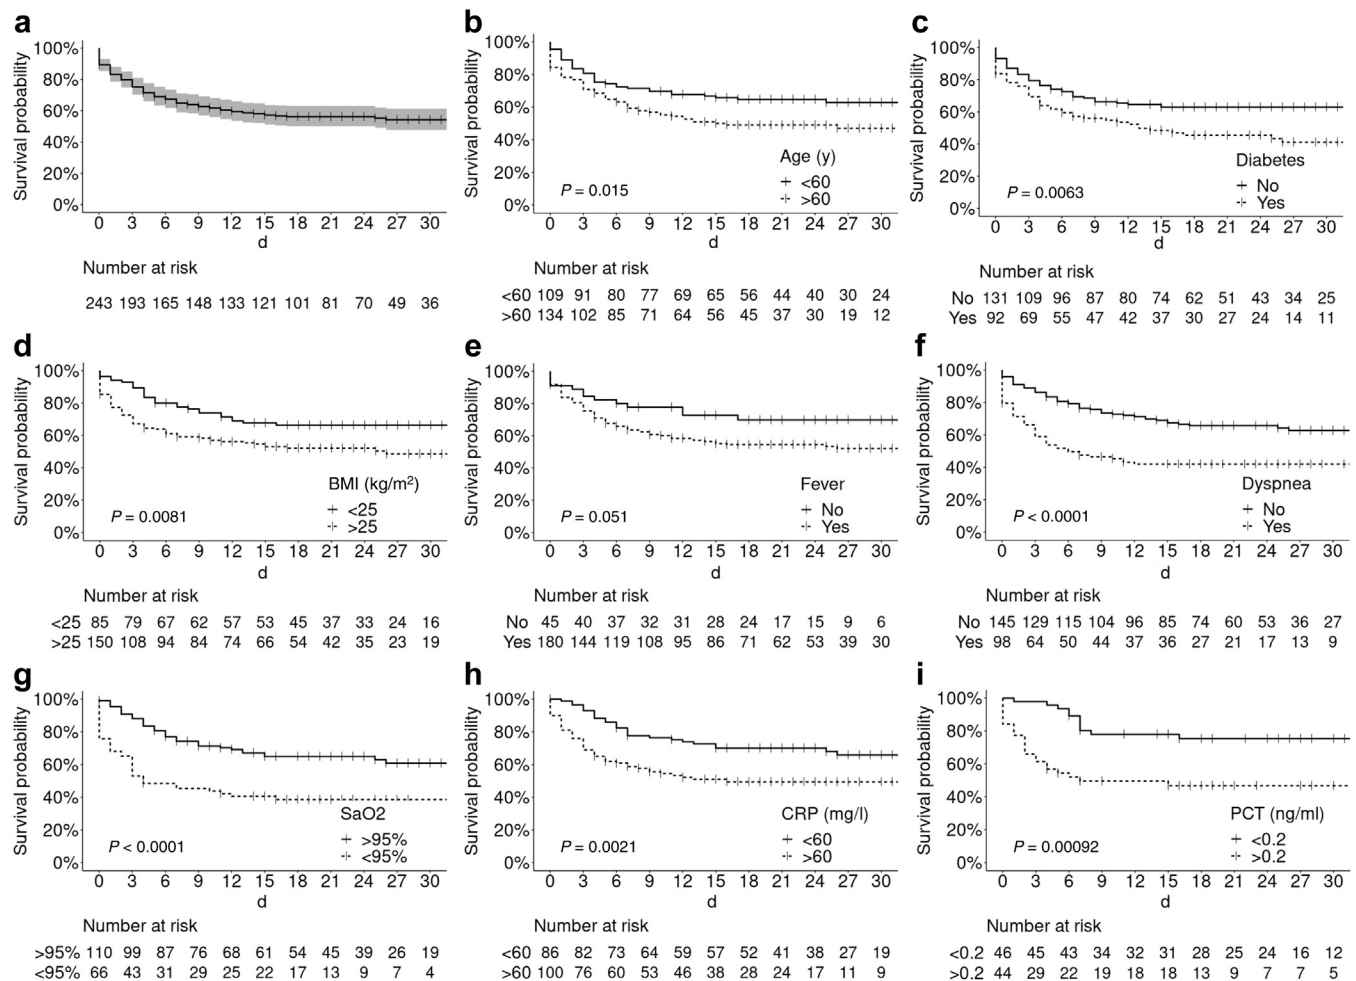 a
100%
80%
60%
40%
20%
0%
Survival probability
0 3 6 9 12 15 18 21 24 27 30
d
Number at risk
243 193 165 148 133 121 101 81 70 49 36
b
100%
80%
60%
40%
20%
0%
Survival probability
Age (y)
<60
>60
P = 0.015
0 3 6 9 12 15 18 21 24 27 30
d
Number at risk
<60 109 91 80 77 69 65 56 44 40 30 24
>60 134 102 85 71 64 56 45 37 30 19 12
c
100%
80%
60%
40%
20%
0%
Survival probability
Diabetes
No
Yes
P = 0.0063
0 3 6 9 12 15 18 21 24 27 30
d
Number at risk
No 131 109 96 87 80 74 62 51 43 34 25
Yes 92 69 55 47 42 37 30 27 24 14 11
d
100%
80%
60%
40%
20%
0%
Survival probability
BMI (kg/m²)
<25
>25
P = 0.0081
0 3 6 9 12 15 18 21 24 27 30
d
Number at risk
<25 85 79 67 62 57 53 45 37 33 24 16
>25 150 108 94 84 74 66 54 42 35 23 19
e
100%
80%
60%
40%
20%
0%
Survival probability
Fever
No
Yes
P = 0.051
0 3 6 9 12 15 18 21 24 27 30
d
Number at risk
No 45 40 37 32 31 28 24 17 15 9 6
Yes 180 144 119 108 95 86 71 62 53 39 30
f
100%
80%
60%
40%
20%
0%
Survival probability
Dyspnea
No
Yes
P < 0.0001
0 3 6 9 12 15 18 21 24 27 30
d
Number at risk
No 145 129 115 104 96 85 74 60 53 36 27
Yes 98 64 50 44 37 36 27 21 17 13 9
g
100%
80%
60%
40%
20%
0%
Survival probability
SaO2
>95%
<95%
P < 0.0001
0 3 6 9 12 15 18 21 24 27 30
d
Number at risk
>95% 110 99 87 76 68 61 54 45 39 26 19
<95% 66 43 31 29 25 22 17 13 9 7 4
h
100%
80%
60%
40%
20%
0%
Survival probability
CRP (mg/l)
<60
>60
P = 0.0021
0 3 6 9 12 15 18 21 24 27 30
d
Number at risk
<60 86 82 73 64 59 57 52 41 38 27 19
>60 100 76 60 53 46 38 28 24 17 11 9
i
100%
80%
60%
40%
20%
0%
Survival probability
PCT (ng/ml)
<0.2
>0.2
P = 0.00092
0 3 6 9 12 15 18 21 24 27 30
d
Number at risk
<0.2 46 45 43 34 32 31 28 25 24 16 12
>0.2 44 29 22 19 18 18 13 9 7 7 5